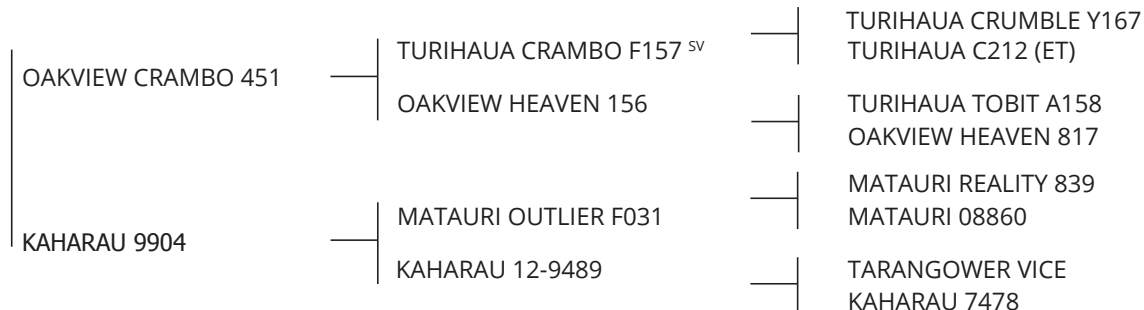 TURIHAUA CRUMBLE Y167
TURIHAUA CRAMBO F157 SV
TURIHAUA C212 (ET)
OAKVIEW CRAMBO 451
OAKVIEW HEAVEN 156
TURIHAUA TOBIT A158
OAKVIEW HEAVEN 817
MATAURI REALITY 839
MATAURI OUTLIER F031
MATAURI 08860
KAHARAU 9904
KAHARAU 12-9489
TARANGOWER VICE
KAHARAU 7478